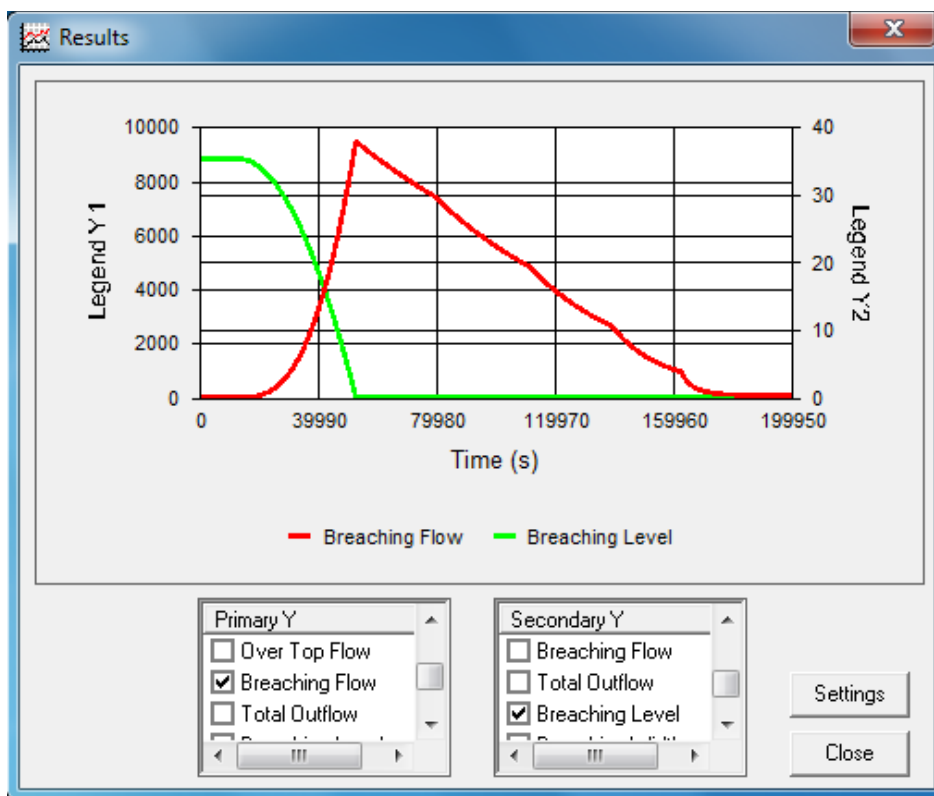 Results
X
10000
8000
6000
4000
2000
0
Legend Y 1
40
30
20
10
0
Legend Y2
0 39990 79980 119970 159960 199950
Time (s)
Breaching Flow Breaching Level
Primary Y
Over Top Flow
Breaching Flow
Total Outflow
Secondary Y
Breaching Flow
Total Outflow
Breaching Level
Settings
Close